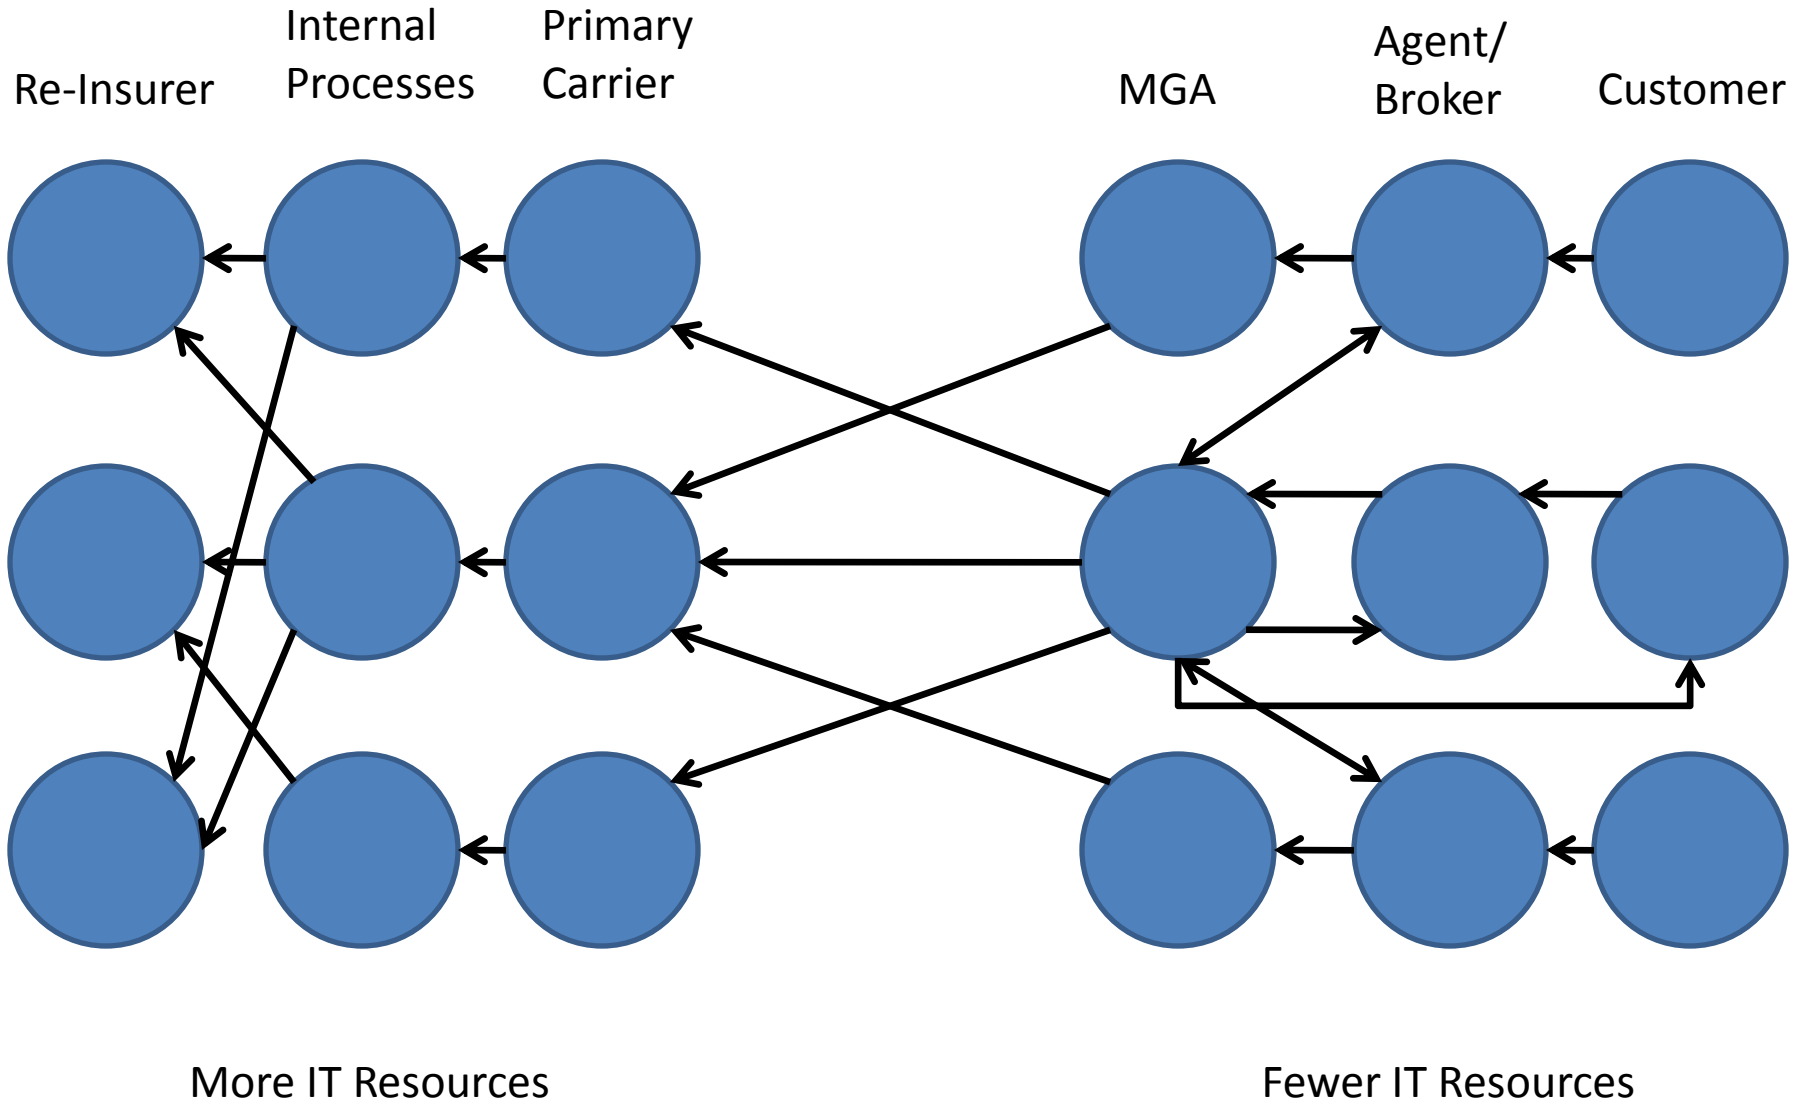 Re-Insurer
Internal
Processes
Primary
Carrier
MGA
Agent/
Broker
Customer
More IT Resources
Fewer IT Resources